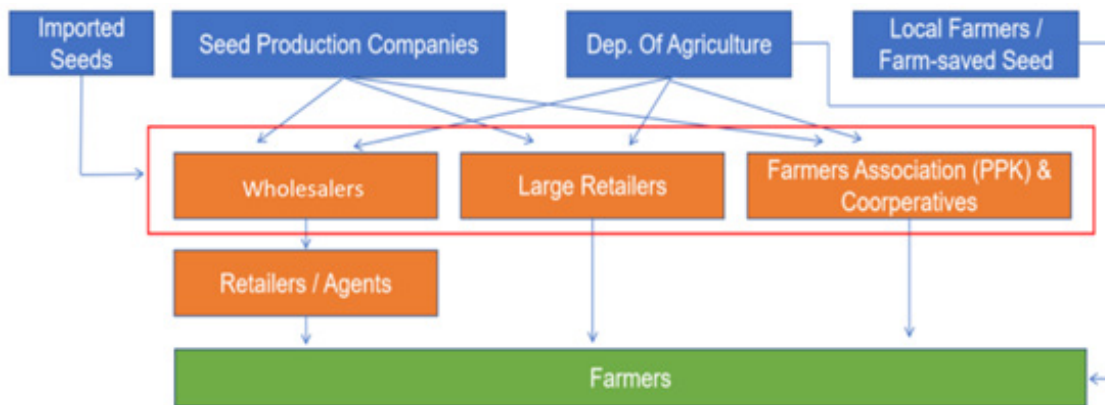 Imported
Seeds
Seed Production Companies
Dep. Of Agriculture
Local Farmers /
Farm-saved Seed
Wholesalers
Large Retailers
Farmers Association (PPK) &
Coorperatives
Retailers / Agents
Farmers